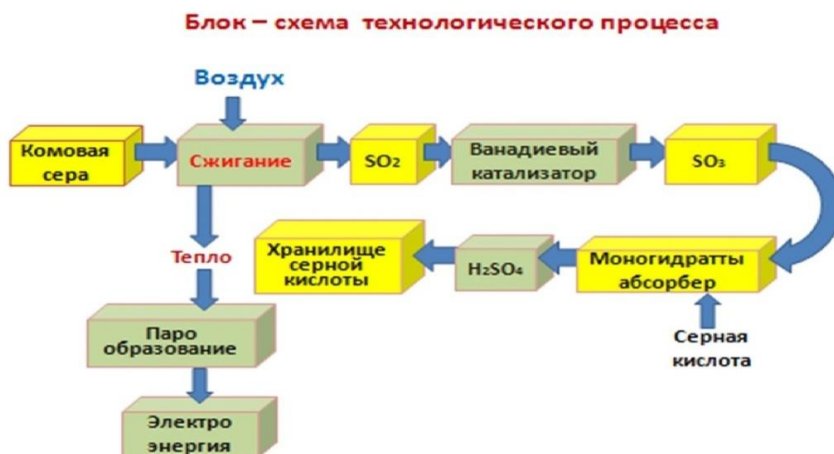 Блок – схема технологического процесса
Воздух
Комовая
сера
Сжигание
SO₂
Ванадиевый
катализатор
SO₃
Тепло
Хранилище
серной
кислоты
H₂SO₄
Моногидратты
абсорбер
Паро
образование
Серная
кислота
Электро
энергия